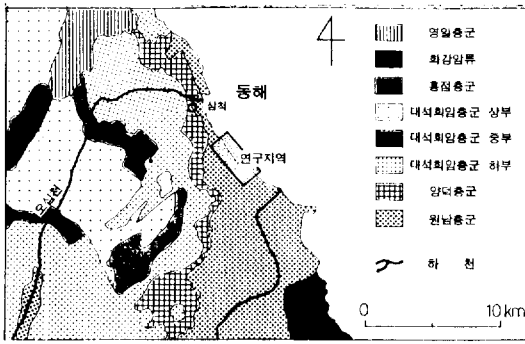 영일층군
화강암류
홍점층군
대석회암층군 상부
대석회암층군 중부
대석회암층군 하부
양덕층군
원남층군
하 천
0 10 km
동해
삼척
연구지역
오십천
4